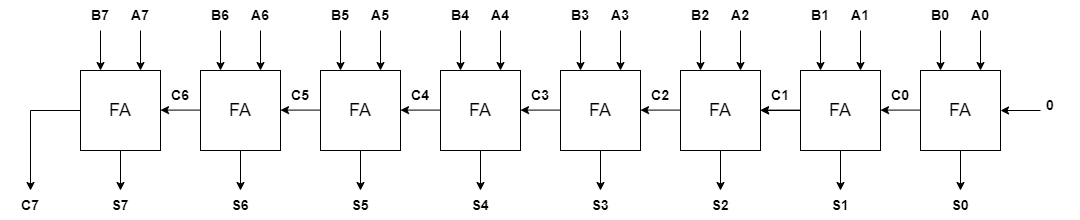 B7 A7 B6 A6 B5 A5 B4 A4 B3 A3 B2 A2 B1 A1 B0 A0
C6 C5 C4 C3 C2 C1 C0 0
FA FA FA FA FA FA FA FA
C7 S7 S6 S5 S4 S3 S2 S1 S0